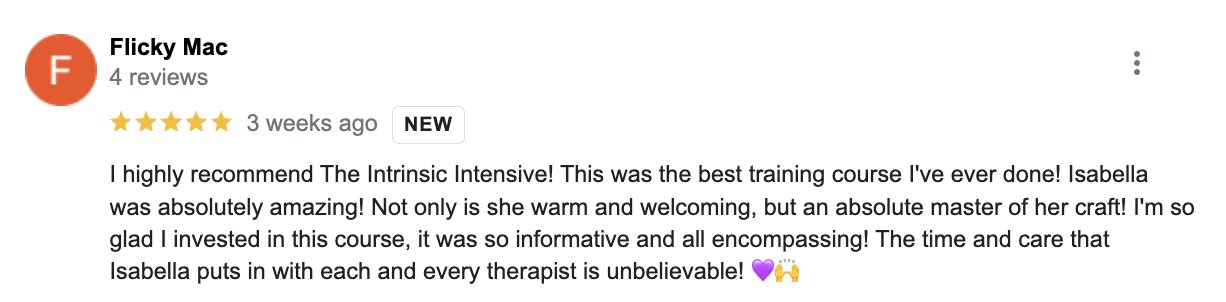 F
Flicky Mac
4 reviews
3 weeks ago NEW
I highly recommend The Intrinsic Intensive! This was the best training course I've ever done! Isabella
was absolutely amazing! Not only is she warm and welcoming, but an absolute master of her craft! I'm so
glad I invested in this course, it was so informative and all encompassing! The time and care that
Isabella puts in with each and every therapist is unbelievable! 💜🙌